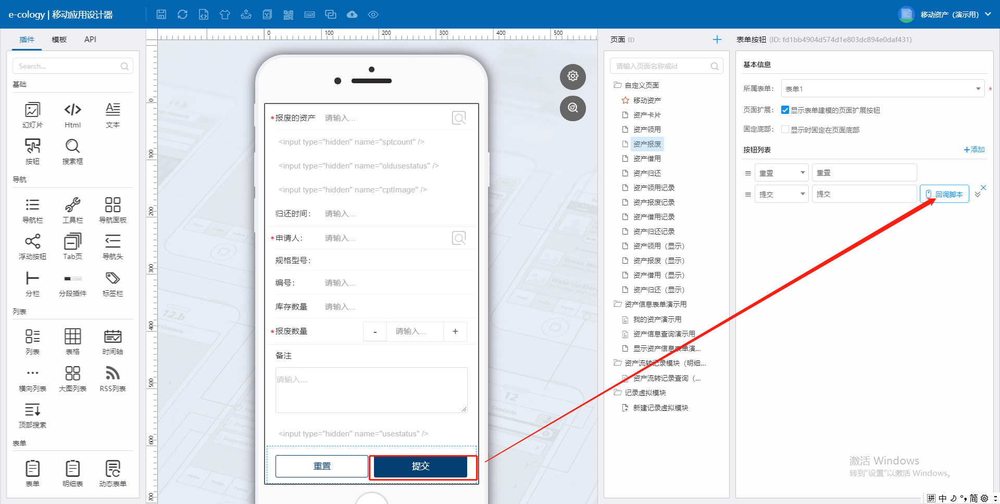 e-cology | 移动应用设计器
移动资产（演示用）
插件 模板 API
Search...
基础
幻灯片 Html 文本
按钮 搜素框
导航
导航栏 工具栏 导航面板
浮动按钮 Tab页 导航头
分栏 分段插件 标签栏
列表
列表 表格 时间轴
横向列表 大图列表 RSS列表
顶部搜索
表单
表单 明细表 动态表单
0 100 200 300 400 500
0
100
200
300
400
500
600
700
*报废的资产 请输入...
<input type="hidden" name="sptcount" />
<input type="hidden" name="oldusestatus" />
<input type="hidden" name="cptImage" />
归还时间： 请输入...
*申请人： 请输入...
规格型号：
编号： 请输入...
库存数量 请输入...
*报废数量 - 请输入... +
备注
请输入...
<input type="hidden" name="usestatus" />
重置 提交
页面 ID
请输入页面名称或id
自定义页面
移动资产
资产卡片
资产领用
资产报废
资产借用
资产归还
资产领用记录
资产报废记录
资产借用记录
资产归还记录
资产领用（显示）
资产报废（显示）
资产借用（显示）
资产归还（显示）
资产信息表单演示用
我的资产演示用
资产信息查询演示用
显示资产信息表单演...
资产流转记录模块（明细...
资产流转记录查询（...
记录虚拟模块
新建记录虚拟模块
表单按钮 (ID: fd1bb4904d574d1e803dc894e0daf431)
基本信息
所属表单： 表单1 *
页面扩展： 显示表单建模的页面扩展按钮
固定底部： 显示时固定在页面底部
按钮列表 +添加
重置 重置
提交 提交 回调脚本
激活 Windows
转到"设置"以激活 Windows。
拼 中 简